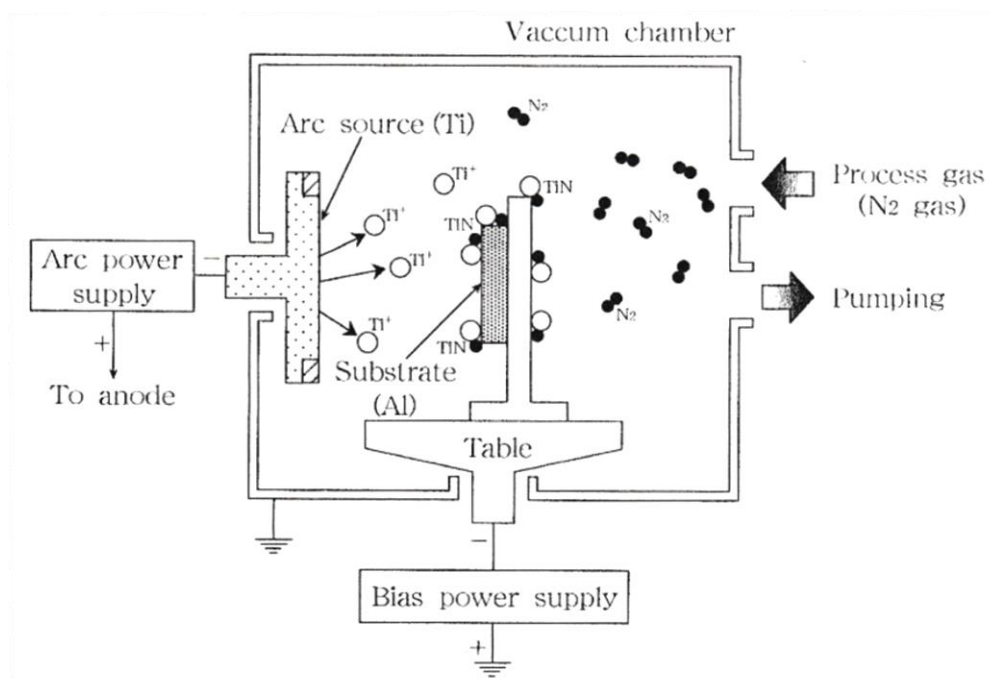 Vaccum chamber
N2
Arc source (Ti)
Ti+
TiN
Process gas
(N2 gas)
Ti+
TiN
N2
Arc power
supply
−
Ti+
Pumping
+
Ti+
N2
TiN
To anode
Substrate
(Al)
Table
−
Bias power supply
+